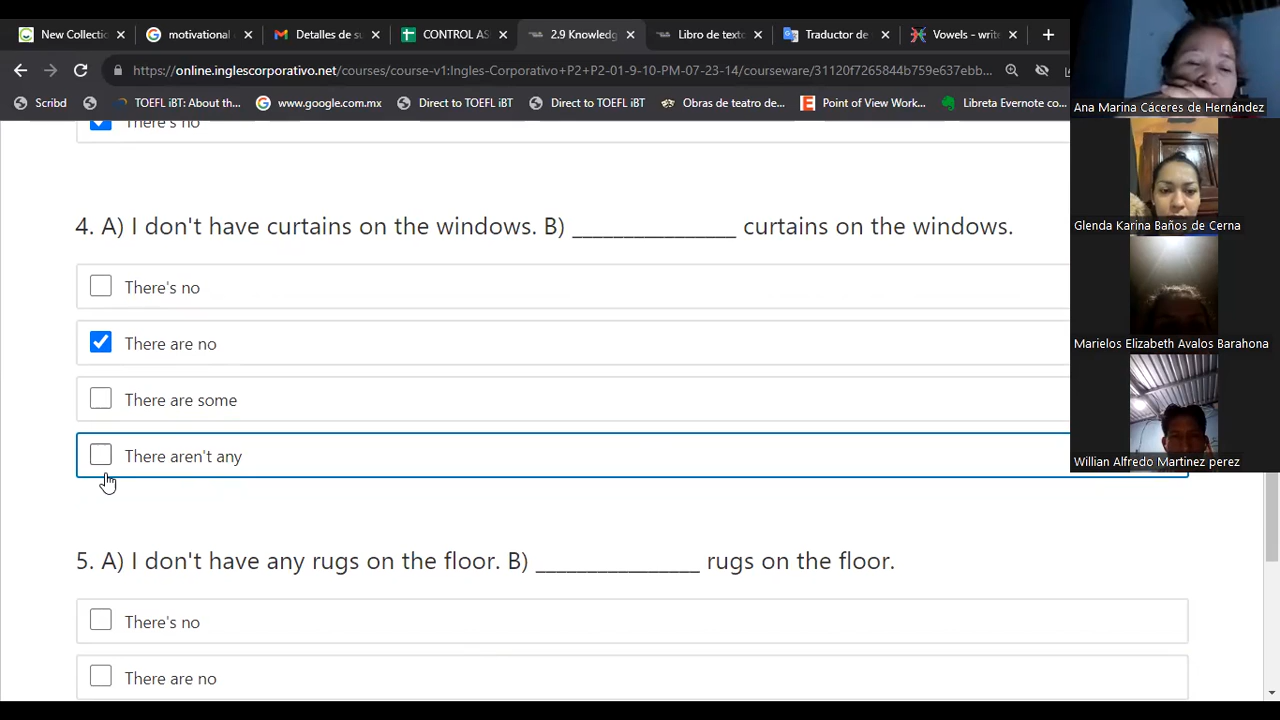 New Collectio
motivational
Detalles de su
CONTROL AS
2.9 Knowledg
Libro de texto
Traductor de
Vowels - write
https://online.inglescorporativo.net/courses/course-v1:Ingles-Corporativo+P2+P2-01-9-10-PM-07-23-14/courseware/31120f7265844b759e637ebb...
Scribd
TOEFL iBT: About th...
www.google.com.mx
Direct to TOEFL iBT
Direct to TOEFL iBT
Obras de teatro de...
Point of View Work...
Libreta Evernote co...
There's no
4. A) I don't have curtains on the windows. B) ________________ curtains on the windows.
There's no
There are no
There are some
There aren't any
5. A) I don't have any rugs on the floor. B) ________________ rugs on the floor.
There's no
There are no
Ana Marina Cáceres de Hernández
Glenda Karina Baños de Cerna
Marielos Elizabeth Avalos Barahona
Willian Alfredo Martinez perez